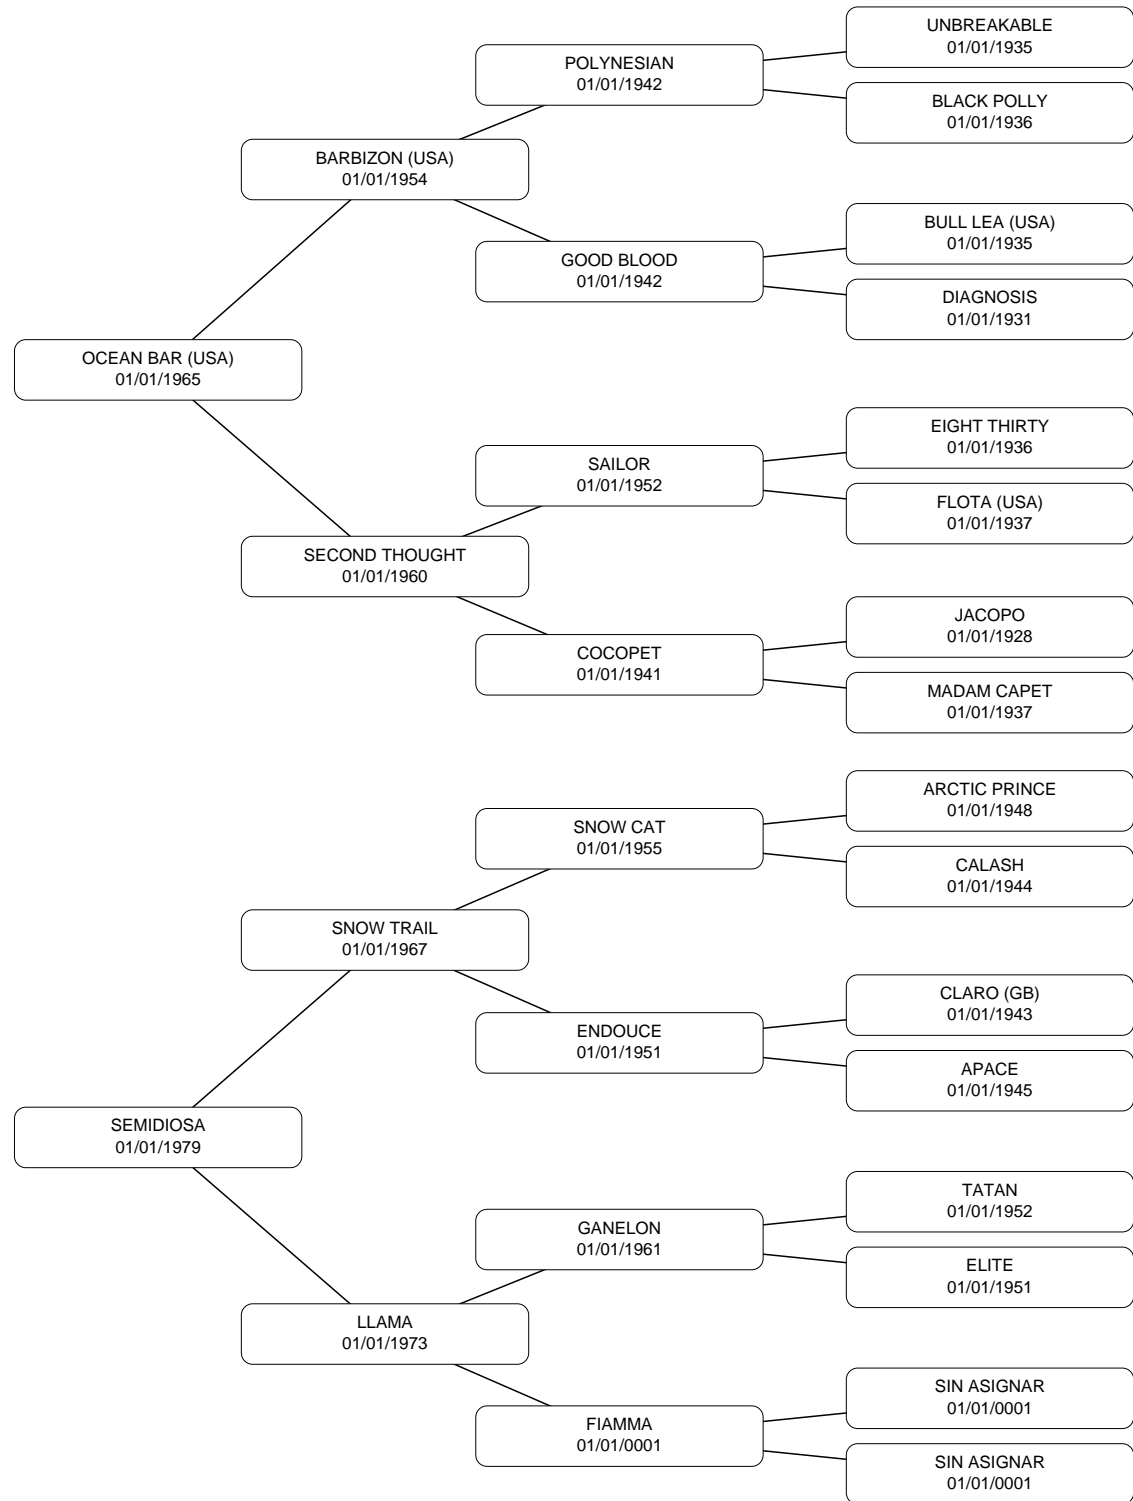 UNBREAKABLE
01/01/1935
POLYNESIAN
01/01/1942
BLACK POLLY
01/01/1936
BARBIZON (USA)
01/01/1954
BULL LEA (USA)
01/01/1935
GOOD BLOOD
01/01/1942
DIAGNOSIS
01/01/1931
OCEAN BAR (USA)
01/01/1965
EIGHT THIRTY
01/01/1936
SAILOR
01/01/1952
FLOTA (USA)
01/01/1937
SECOND THOUGHT
01/01/1960
JACOPO
01/01/1928
COCOPET
01/01/1941
MADAM CAPET
01/01/1937
ARCTIC PRINCE
01/01/1948
SNOW CAT
01/01/1955
CALASH
01/01/1944
SNOW TRAIL
01/01/1967
CLARO (GB)
01/01/1943
ENDOUCE
01/01/1951
APACE
01/01/1945
SEMIDIOSA
01/01/1979
TATAN
01/01/1952
GANELON
01/01/1961
ELITE
01/01/1951
LLAMA
01/01/1973
SIN ASIGNAR
01/01/0001
FIAMMA
01/01/0001
SIN ASIGNAR
01/01/0001